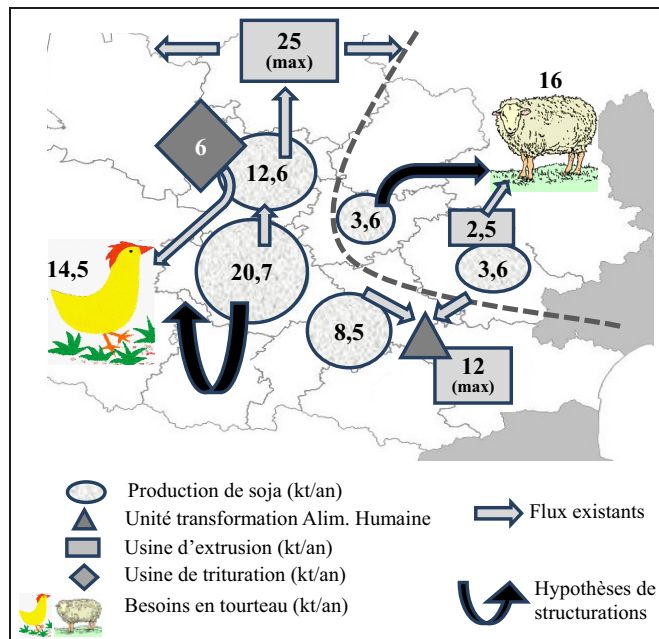 25
(max)
16
6
12,6
3,6
2,5
14,5
20,7
3,6
8,5
12
(max)
Production de soja (kt/an)
Unité transformation Alim. Humaine
Usine d'extrusion (kt/an)
Usine de trituration (kt/an)
Besoins en tourteau (kt/an)
Flux existants
Hypothèses de
structurations